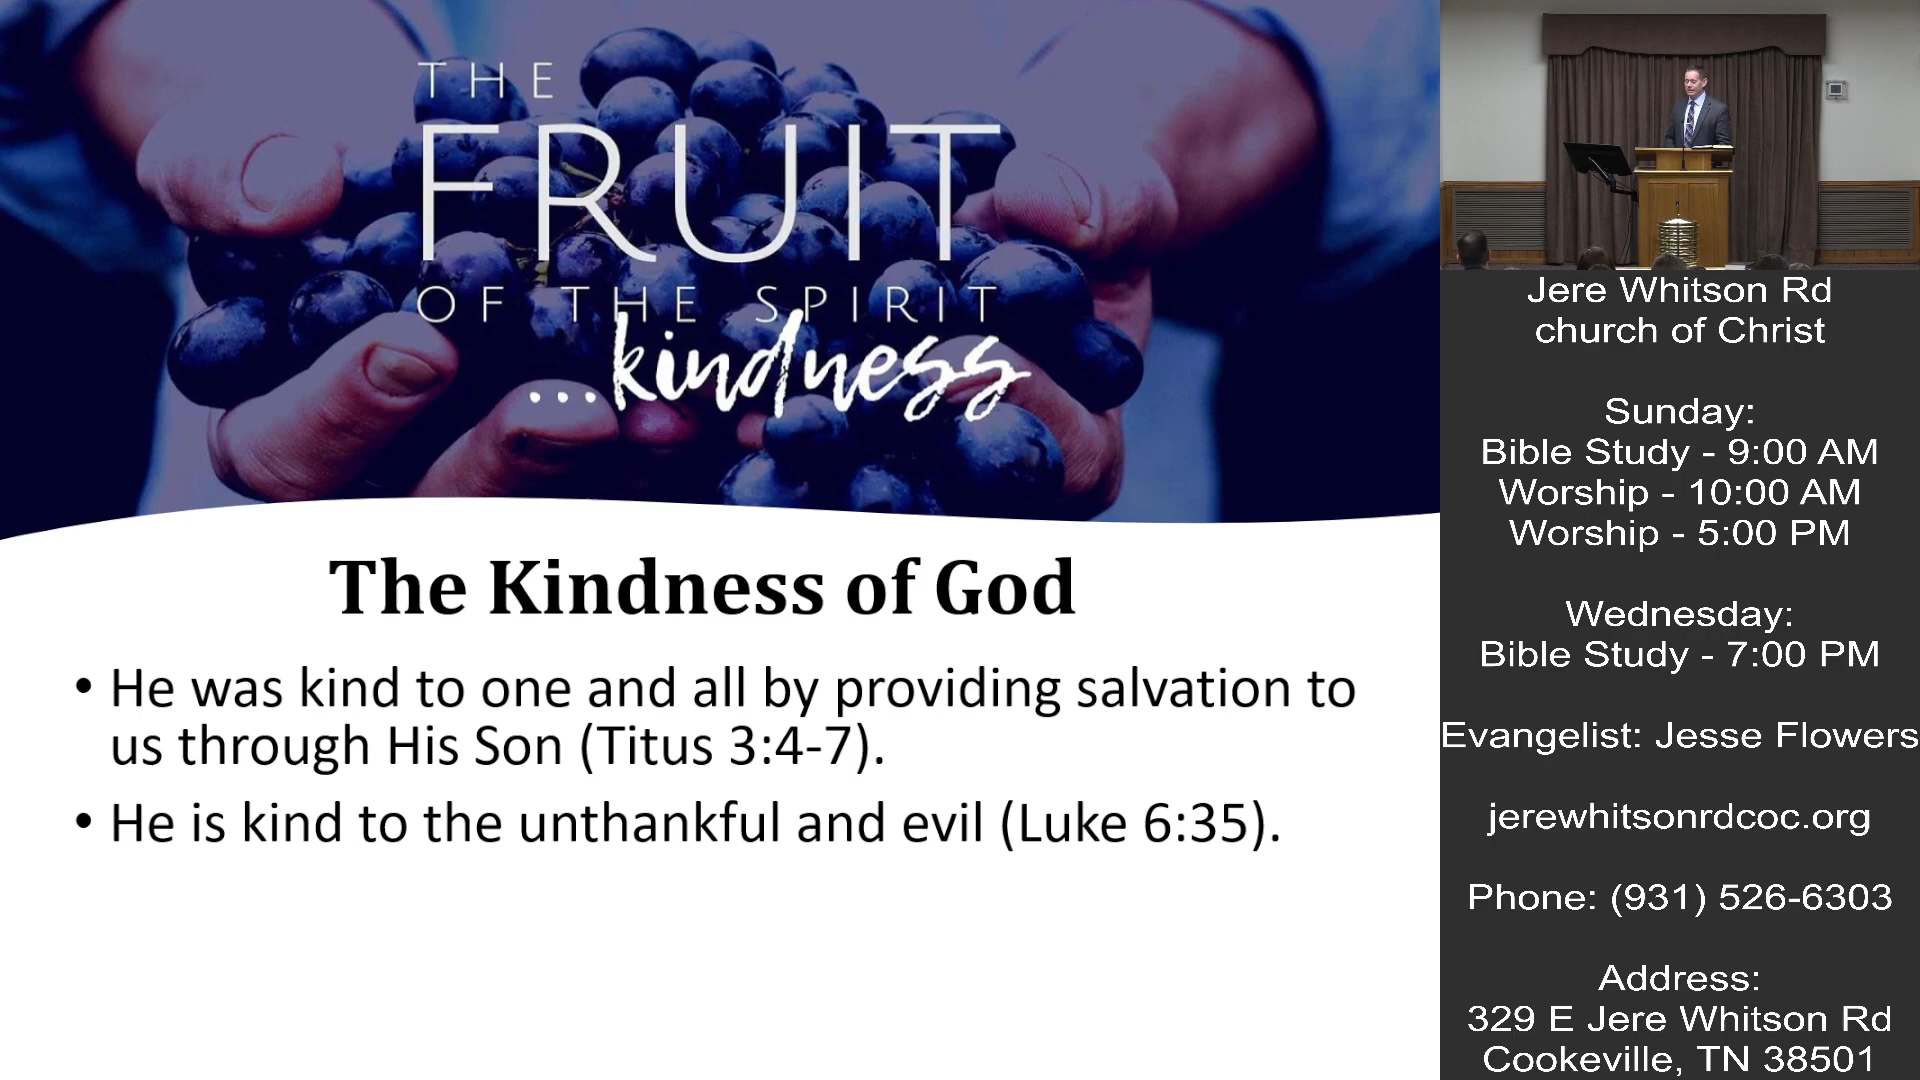 THE
FRUIT
OF THE SPIRIT
...kindness
The Kindness of God
• He was kind to one and all by providing salvation to
us through His Son (Titus 3:4-7).
• He is kind to the unthankful and evil (Luke 6:35).
Jere Whitson Rd
church of Christ
Sunday:
Bible Study - 9:00 AM
Worship - 10:00 AM
Worship - 5:00 PM
Wednesday:
Bible Study - 7:00 PM
Evangelist: Jesse Flowers
jerewhitsonrdcoc.org
Phone: (931) 526-6303
Address:
329 E Jere Whitson Rd
Cookeville, TN 38501